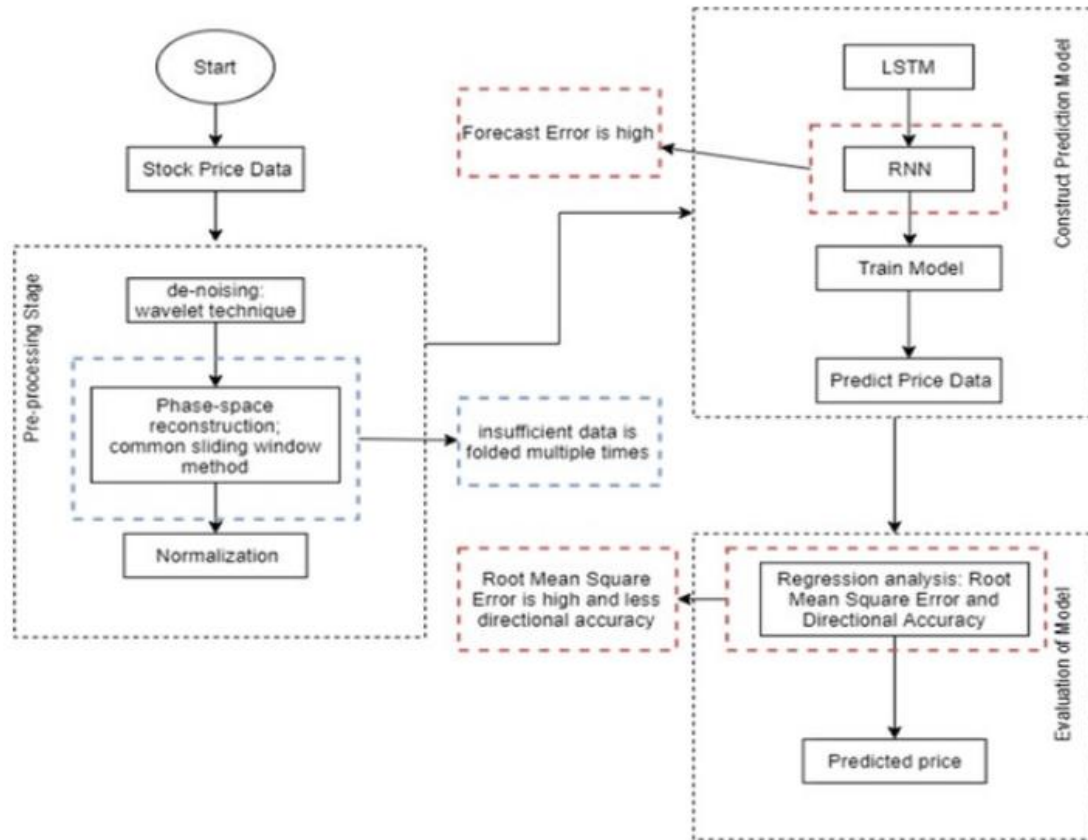 Start
Stock Price Data
Pre-processing Stage
de-noising:
wavelet technique
Phase-space
reconstruction;
common sliding window
method
Normalization
insufficient data is
folded multiple times
Construct Prediction Model
LSTM
RNN
Forecast Error is high
Train Model
Predict Price Data
Evaluation of Model
Regression analysis: Root
Mean Square Error and
Directional Accuracy
Root Mean Square
Error is high and less
directional accuracy
Predicted price